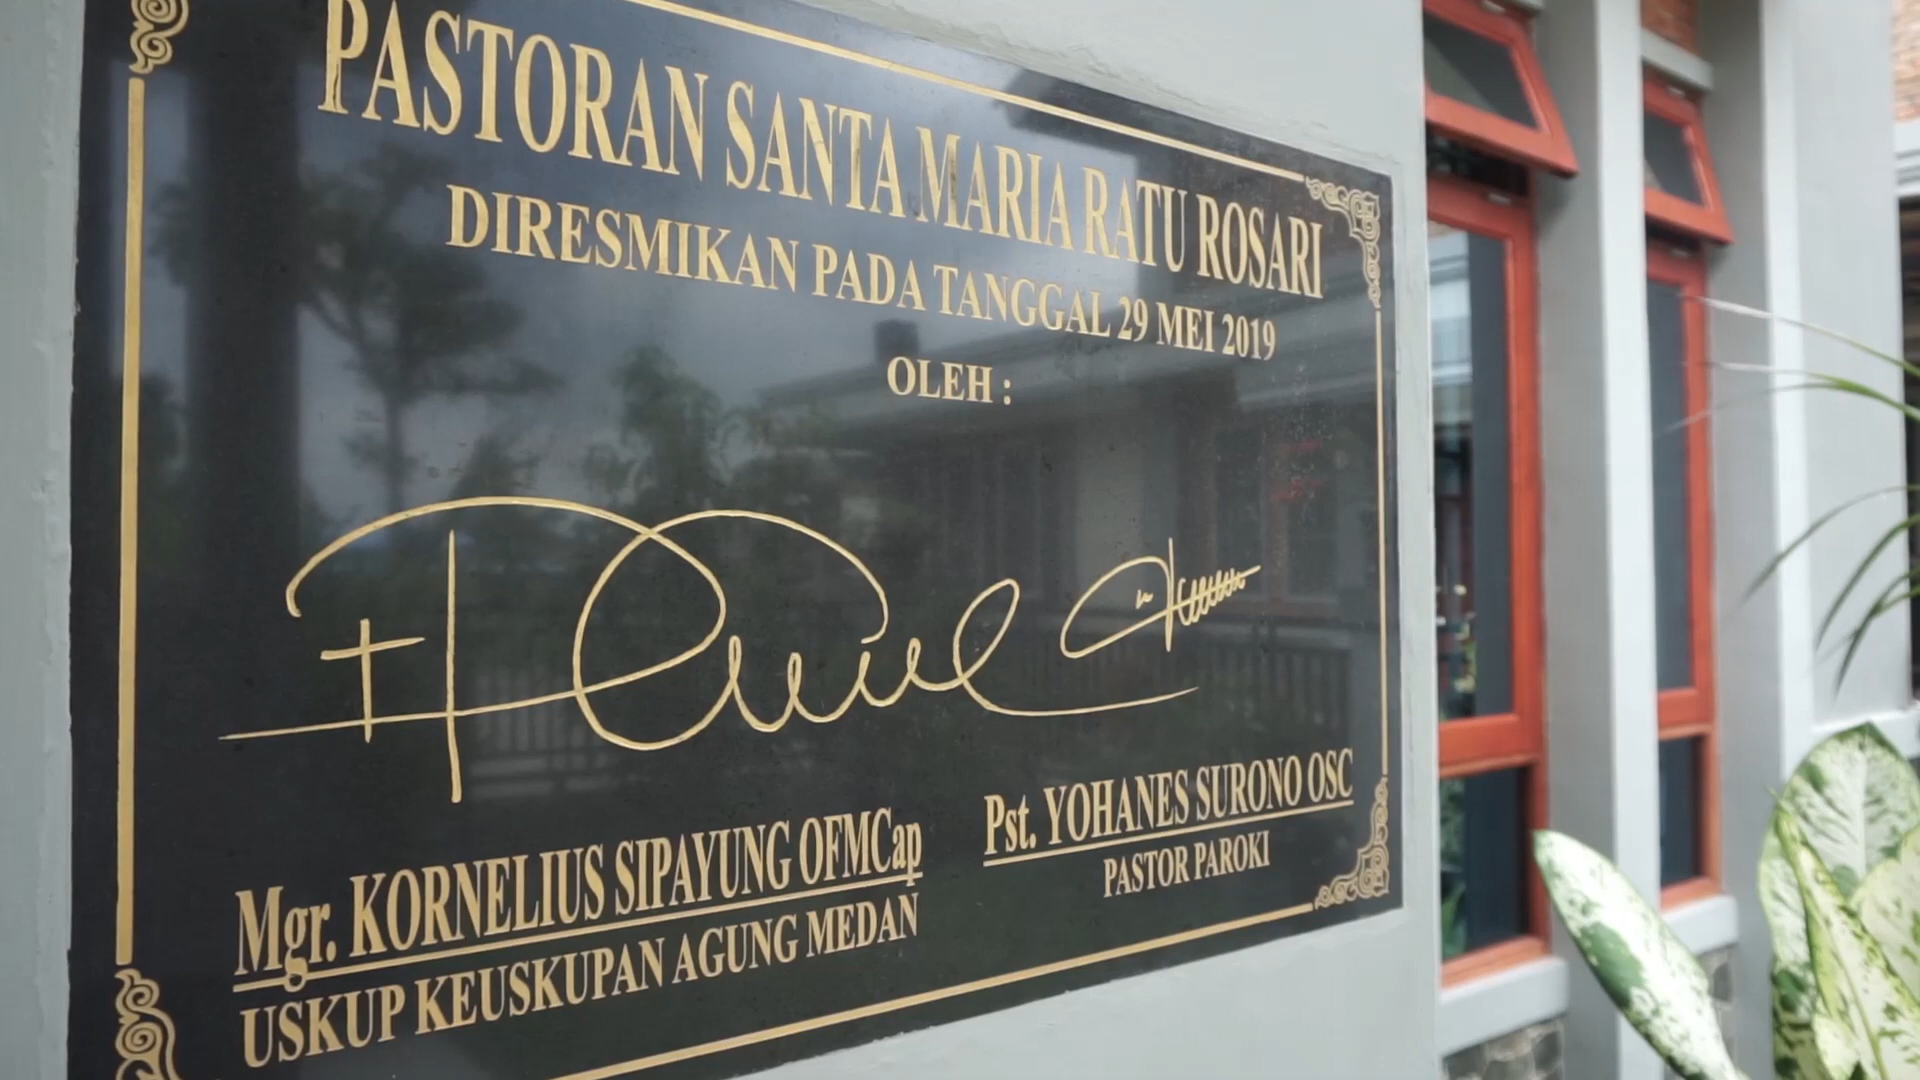 PASTORAN SANTA MARIA RATU ROSARI
DIRESMIKAN PADA TANGGAL 29 MEI 2019
OLEH :
Mgr. KORNELIUS SIPAYUNG OFMCap
USKUP KEUSKUPAN AGUNG MEDAN
Pst. YOHANES SURONO OSC
PASTOR PAROKI